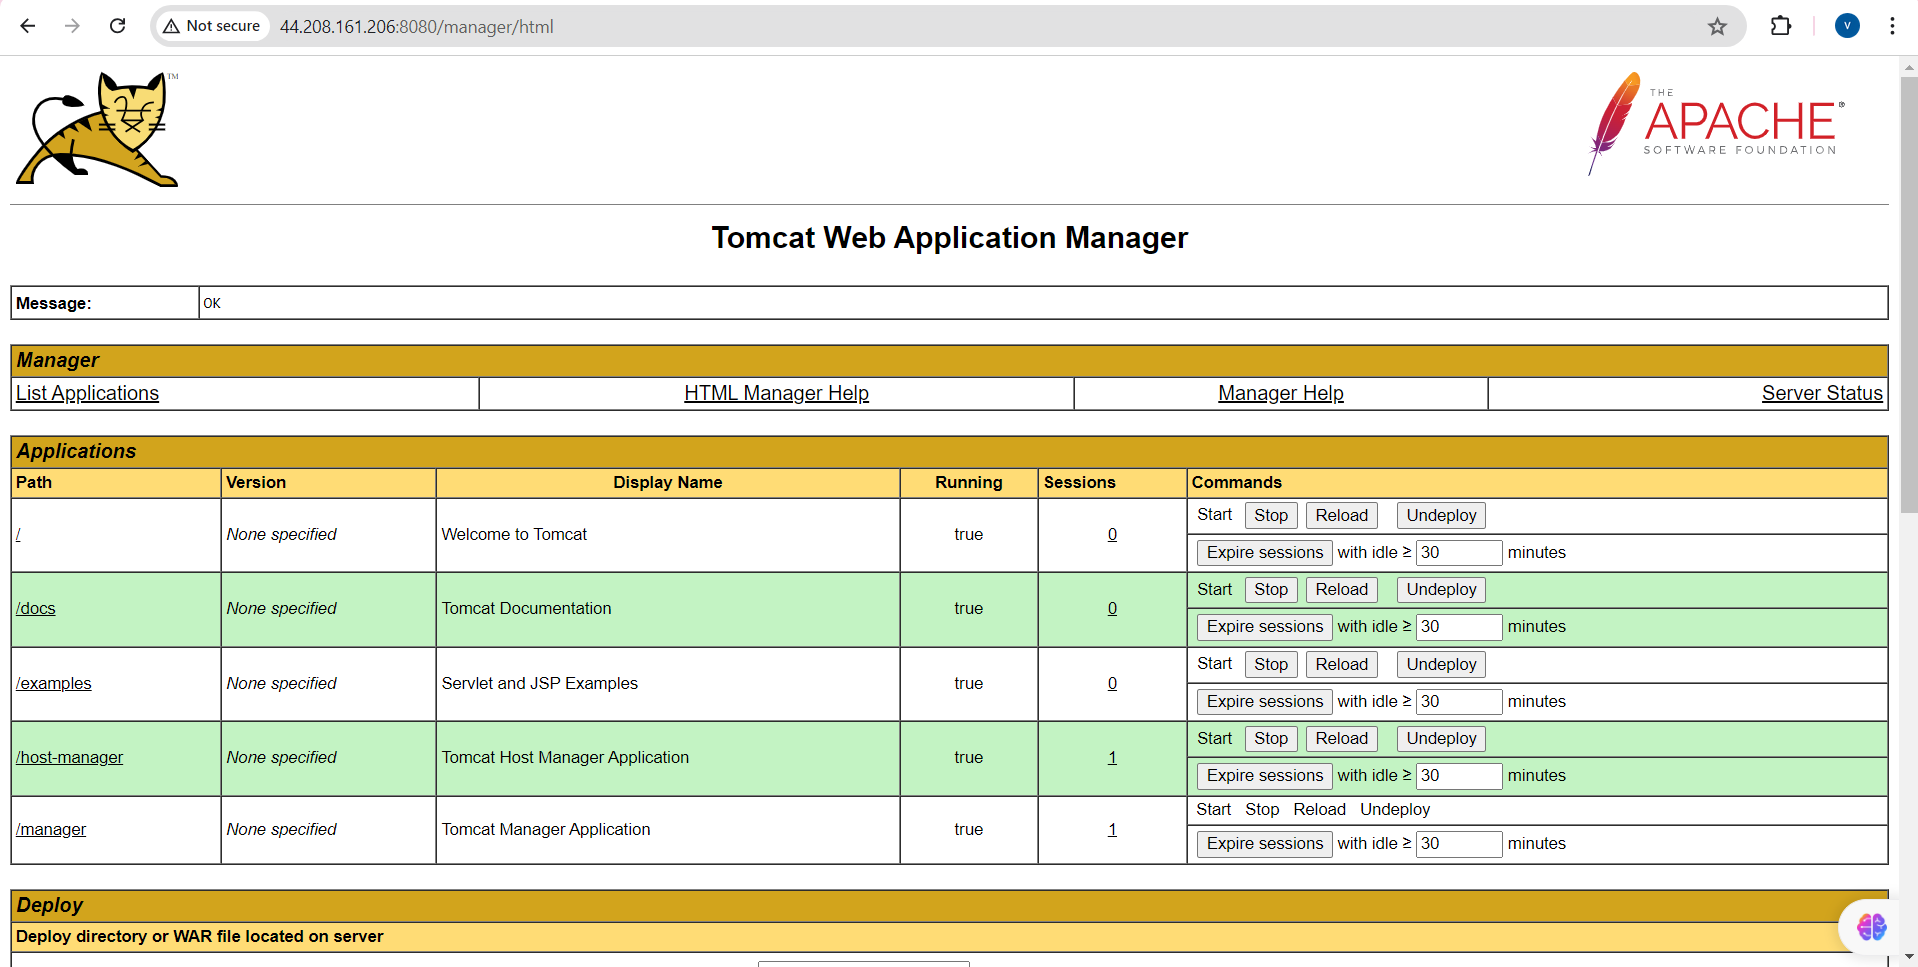 Not secure 44.208.161.206:8080/manager/html V
TM
THE
APACHE®
SOFTWARE FOUNDATION
Tomcat Web Application Manager
Message: OK
Manager
List Applications HTML Manager Help Manager Help Server Status
Applications
Path Version Display Name Running Sessions Commands
/ None specified Welcome to Tomcat true 0 Start Stop Reload Undeploy
Expire sessions with idle ≥ 30 minutes
/docs None specified Tomcat Documentation true 0 Start Stop Reload Undeploy
Expire sessions with idle ≥ 30 minutes
/examples None specified Servlet and JSP Examples true 0 Start Stop Reload Undeploy
Expire sessions with idle ≥ 30 minutes
/host-manager None specified Tomcat Host Manager Application true 1 Start Stop Reload Undeploy
Expire sessions with idle ≥ 30 minutes
/manager None specified Tomcat Manager Application true 1 Start Stop Reload Undeploy
Expire sessions with idle ≥ 30 minutes
Deploy
Deploy directory or WAR file located on server